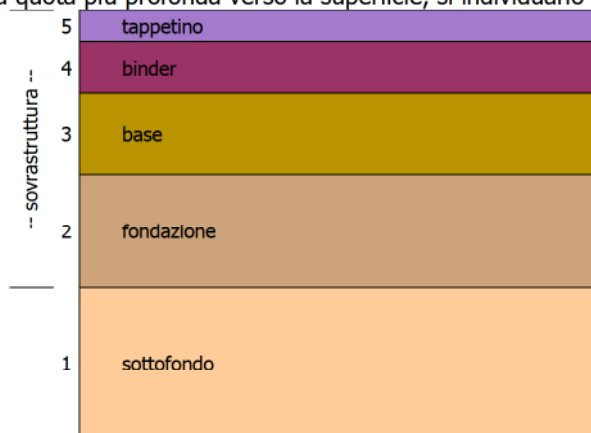 quota più profonda verso la superficie, si individuano
5 tappetino
4 binder
3 base
2 fondazione
1 sottofondo
-- sovrastruttura --